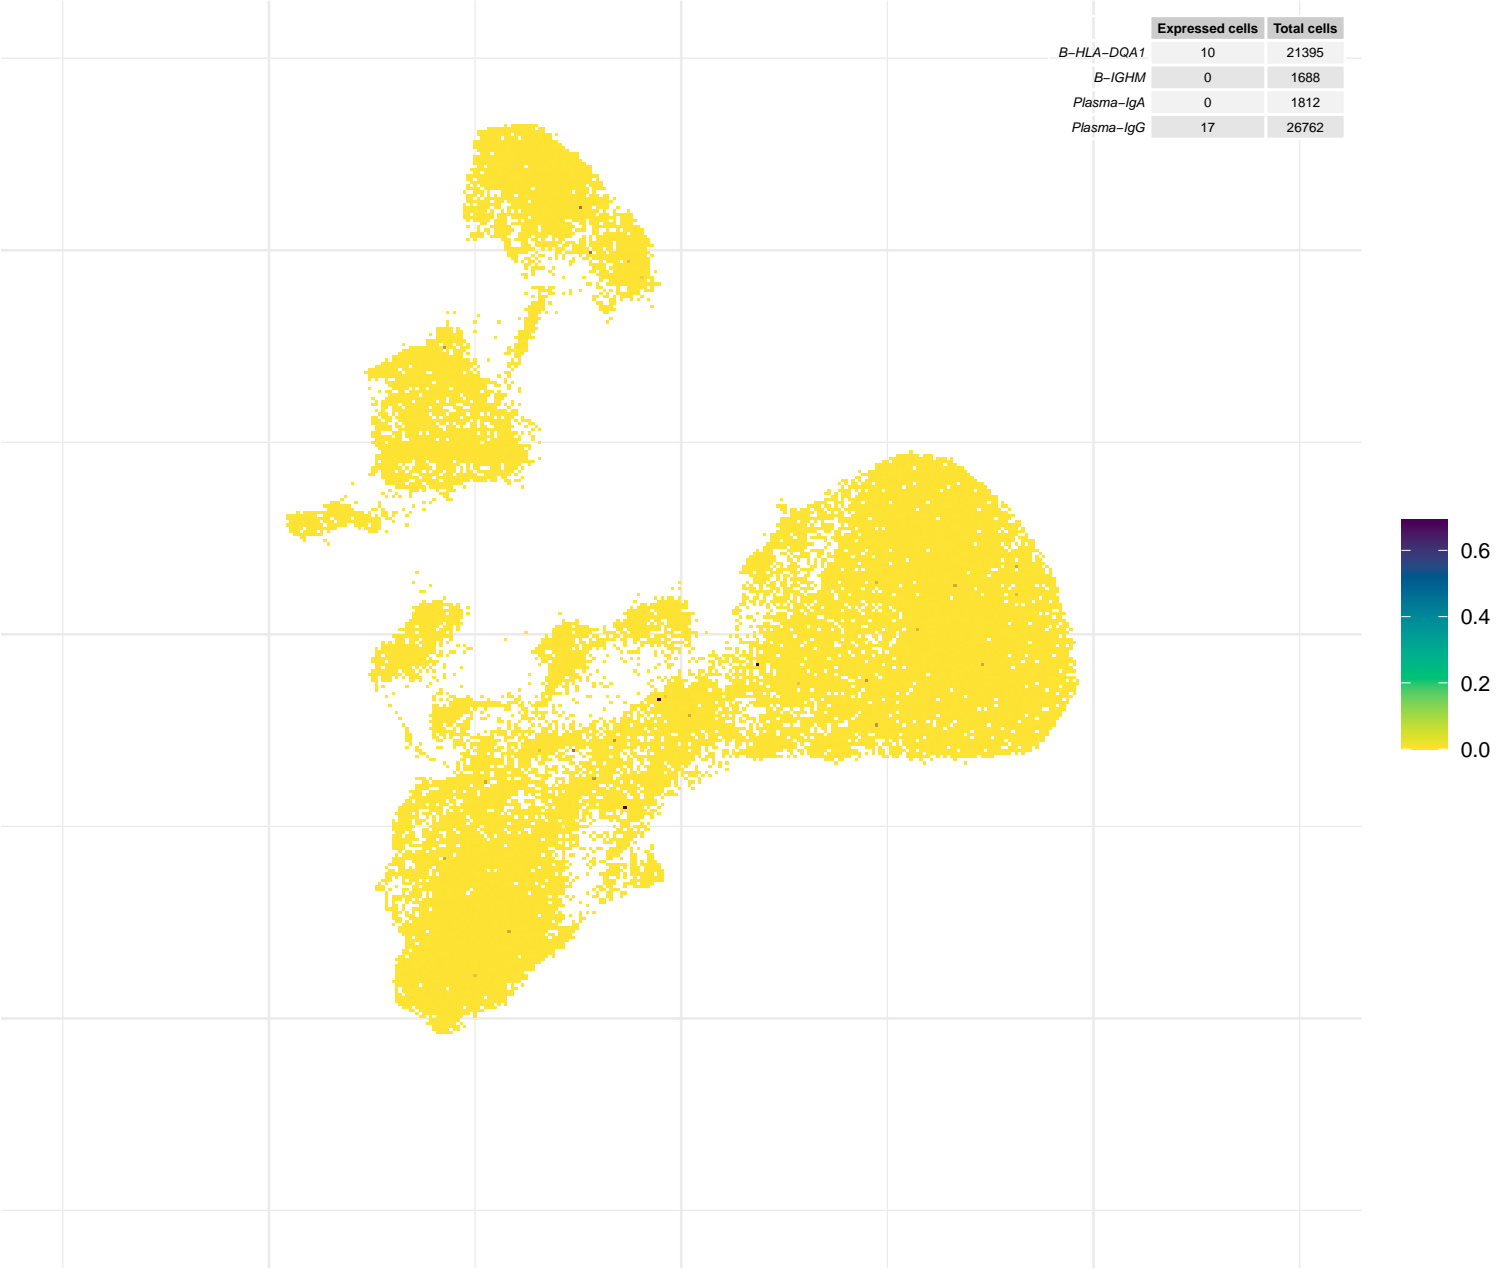 Expressed cells Total cells
B−HLA−DQA1 10 21395
B−IGHM 0 1688
Plasma−IgA 0 1812
Plasma−IgG 17 26762
0.6
0.4
0.2
0.0